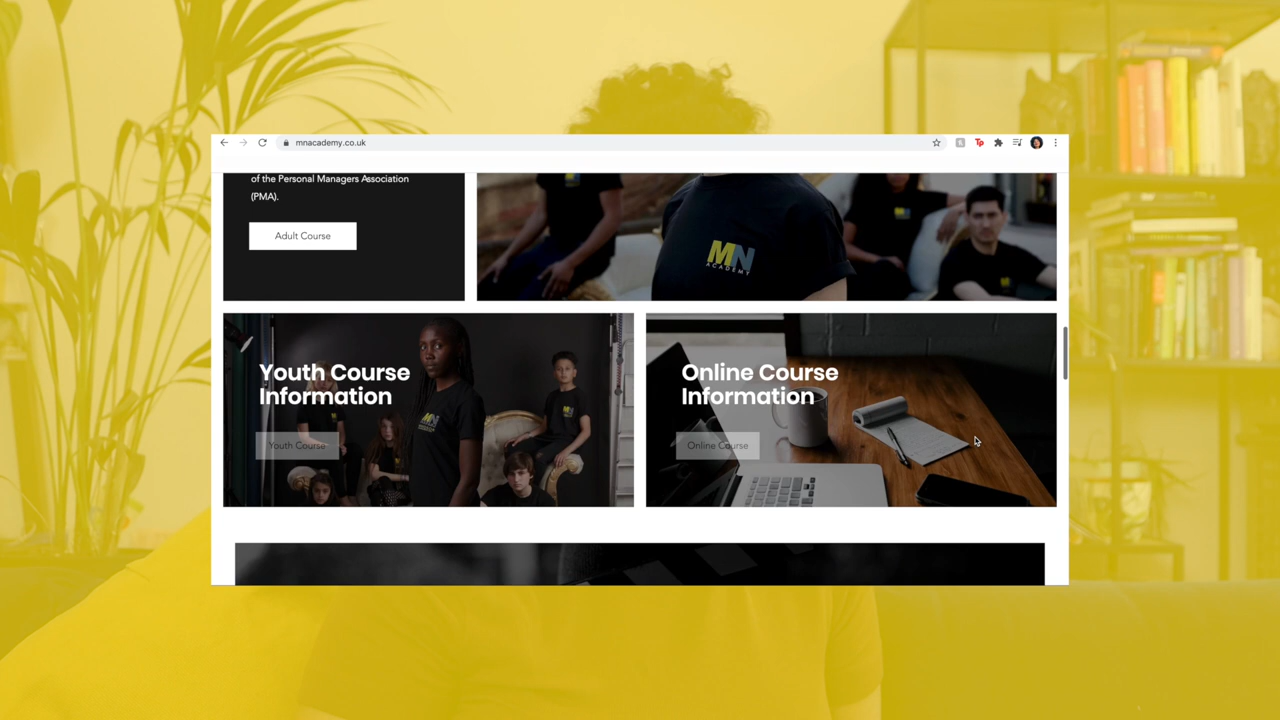 mnacademy.co.uk
Tp
of the Personal Managers Association
(PMA).
Adult Course
MN
ACADEMY
Youth Course
Information
Youth Course
Online Course
Information
Online Course